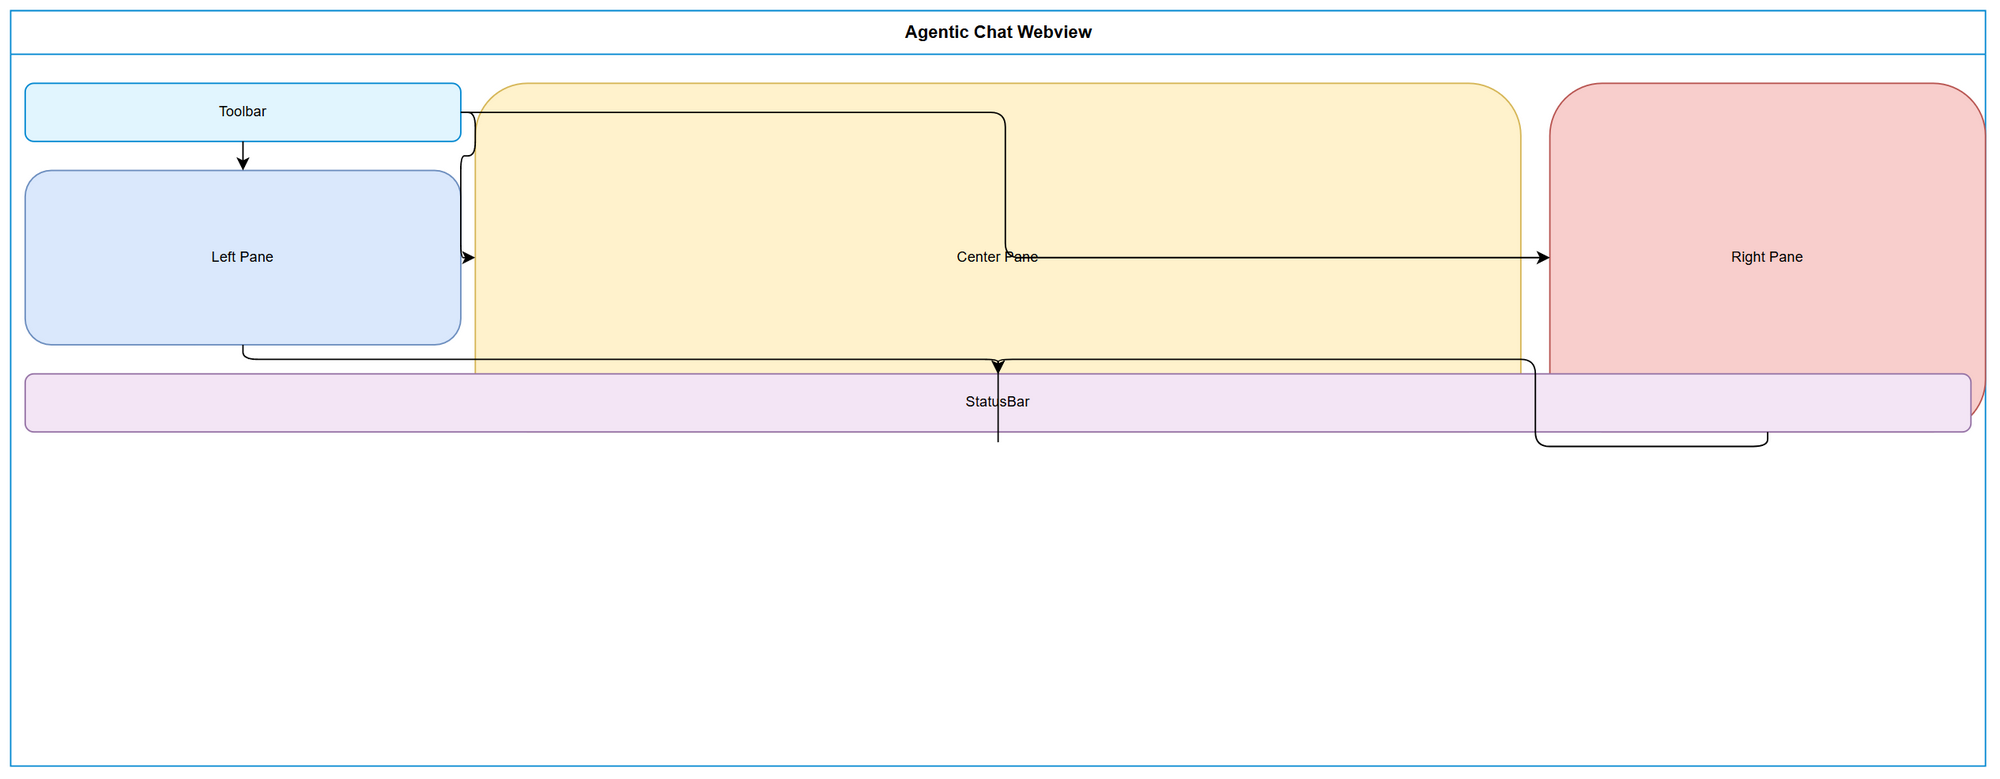 Agentic Chat Webview
Toolbar
Left Pane
Center Pane
Right Pane
StatusBar